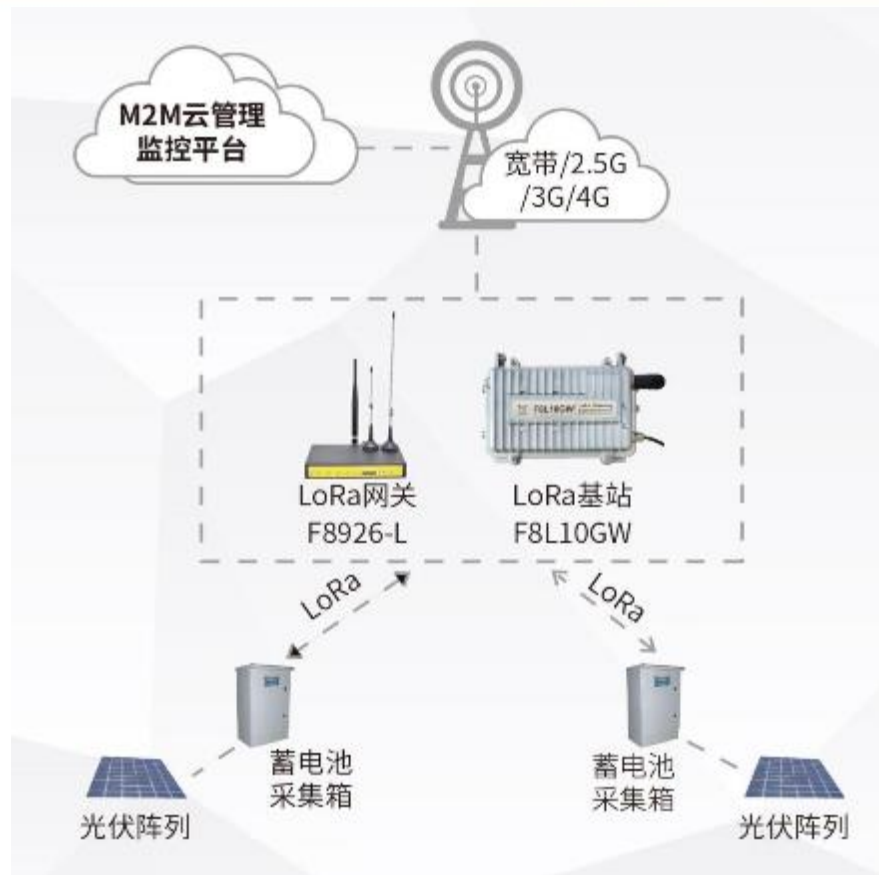 M2M云管理
监控平台
宽带/2.5G
/3G/4G
F8L10GW
LoRa网关
F8926-L
LoRa基站
F8L10GW
LoRa
LoRa
蓄电池
采集箱
蓄电池
采集箱
光伏阵列
光伏阵列